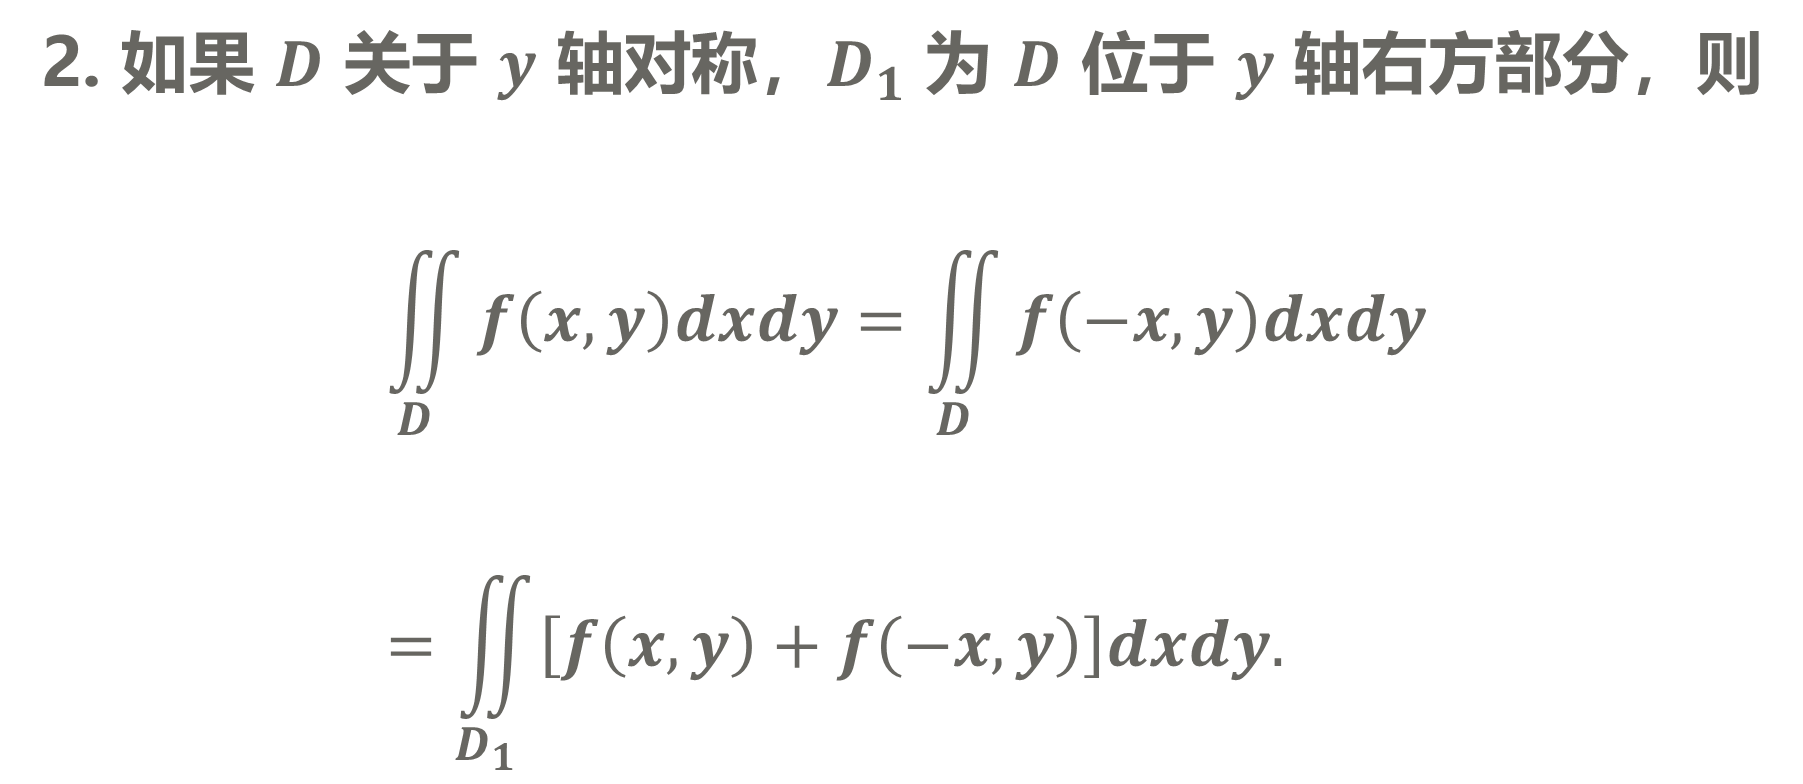 2. 如果 D 关于 y 轴对称，D₁ 为 D 位于 y 轴右方部分，则
∬_D f(x, y)dxdy = ∬_D f(−x, y)dxdy
= ∬_{D₁} [f(x, y) + f(−x, y)]dxdy.